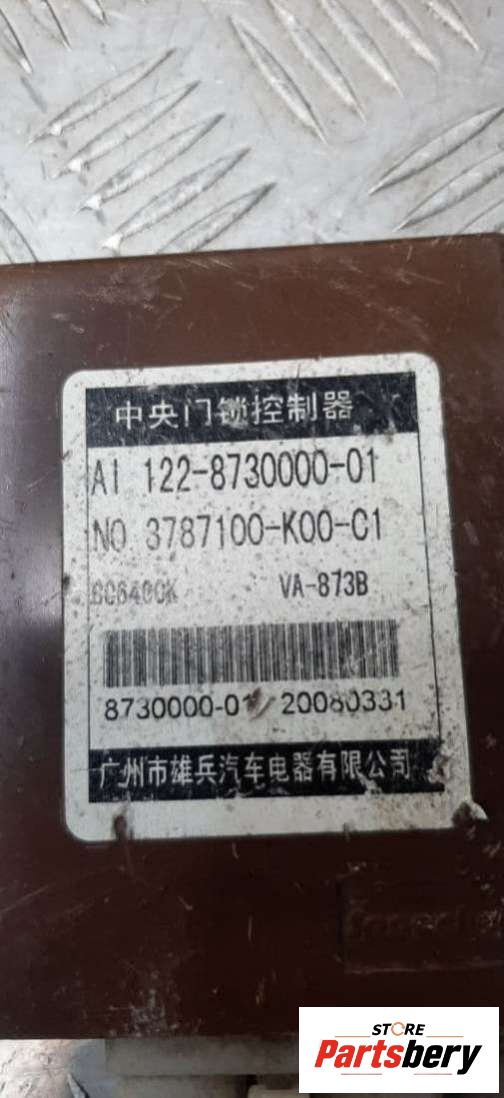 中央门锁控制器
AI 122-8730000-01
NO 3787100-K00-C1
VA-873B
8730000-01 20080331
广州市雄兵汽车电器有限公司
STORE
Partsbery